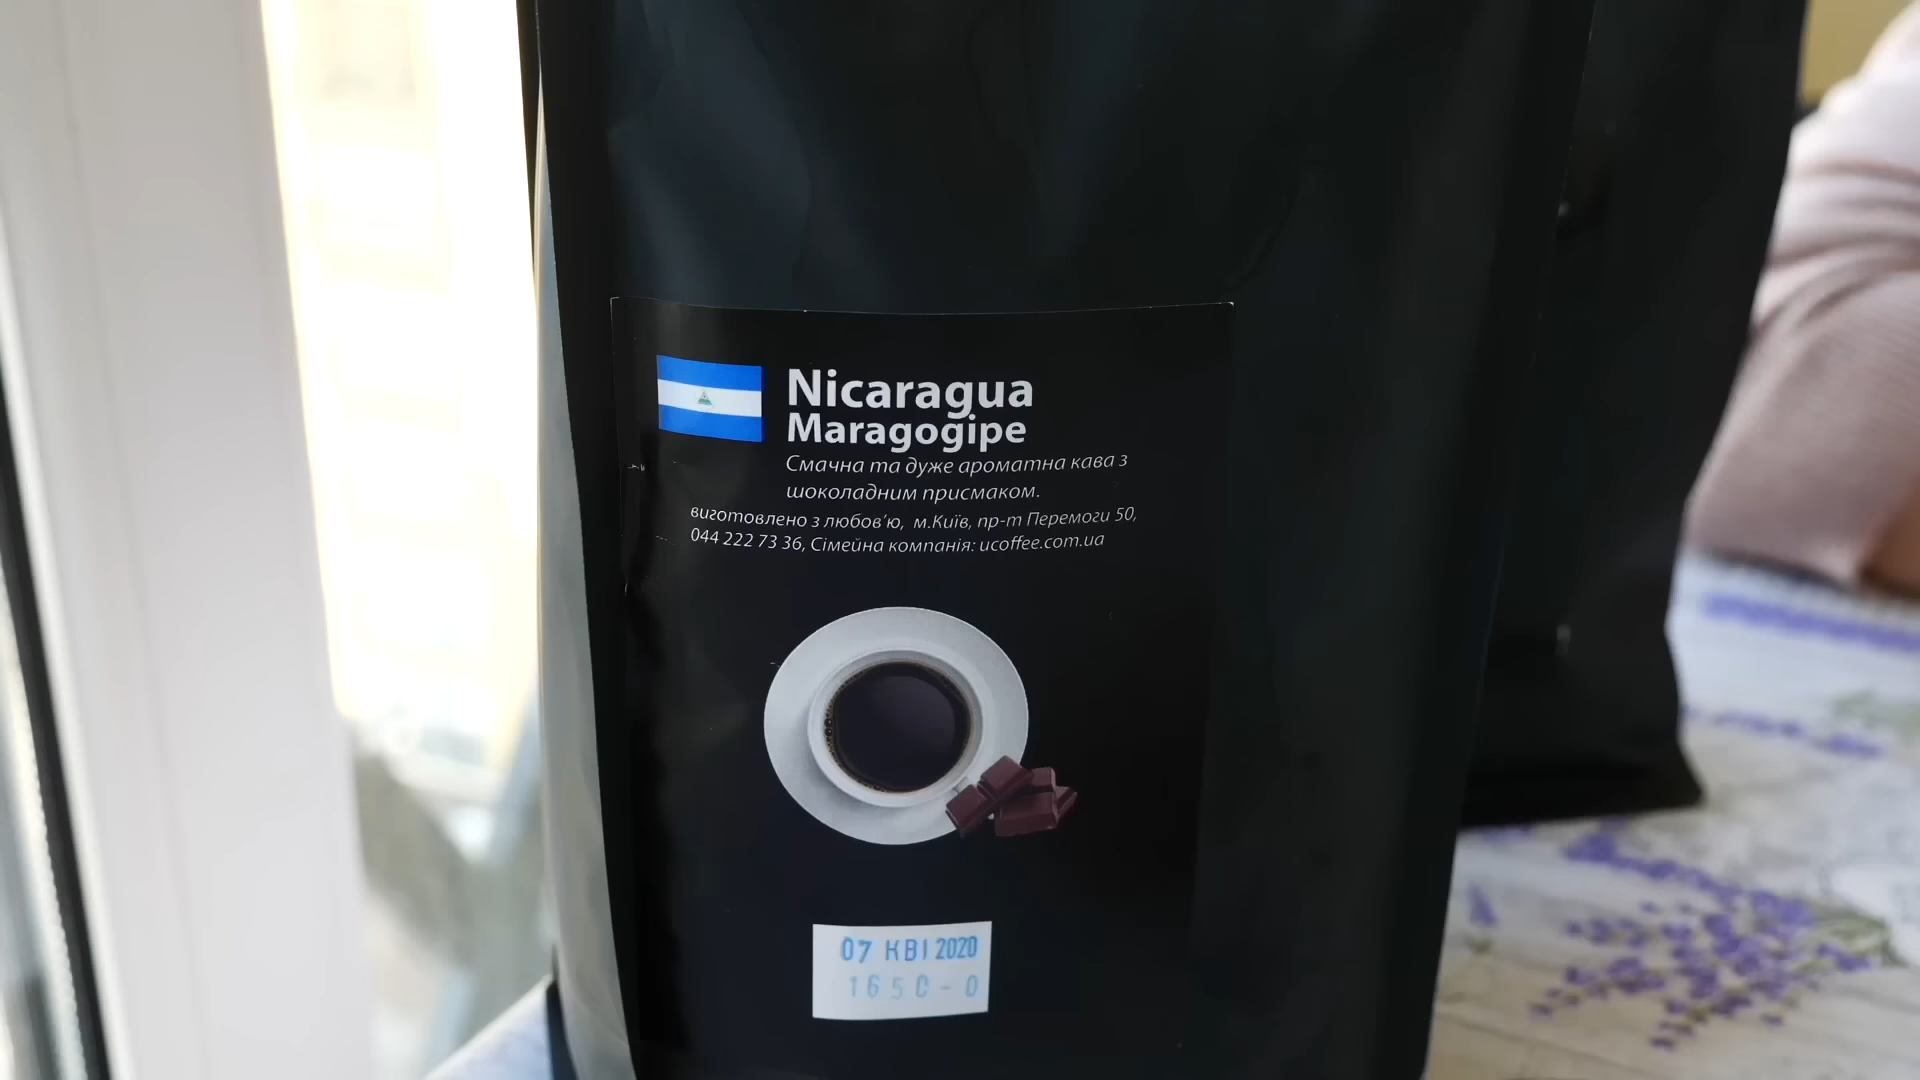 Nicaragua
Maragogipe
Смачна та дуже ароматна кава з
шоколадним присмаком.
виготовлено з любов'ю, м.Київ, пр-т Перемоги 50,
044 222 73 36, Сімейна компанія: ucoffee.com.ua
07 КВІ 2020
1650-0